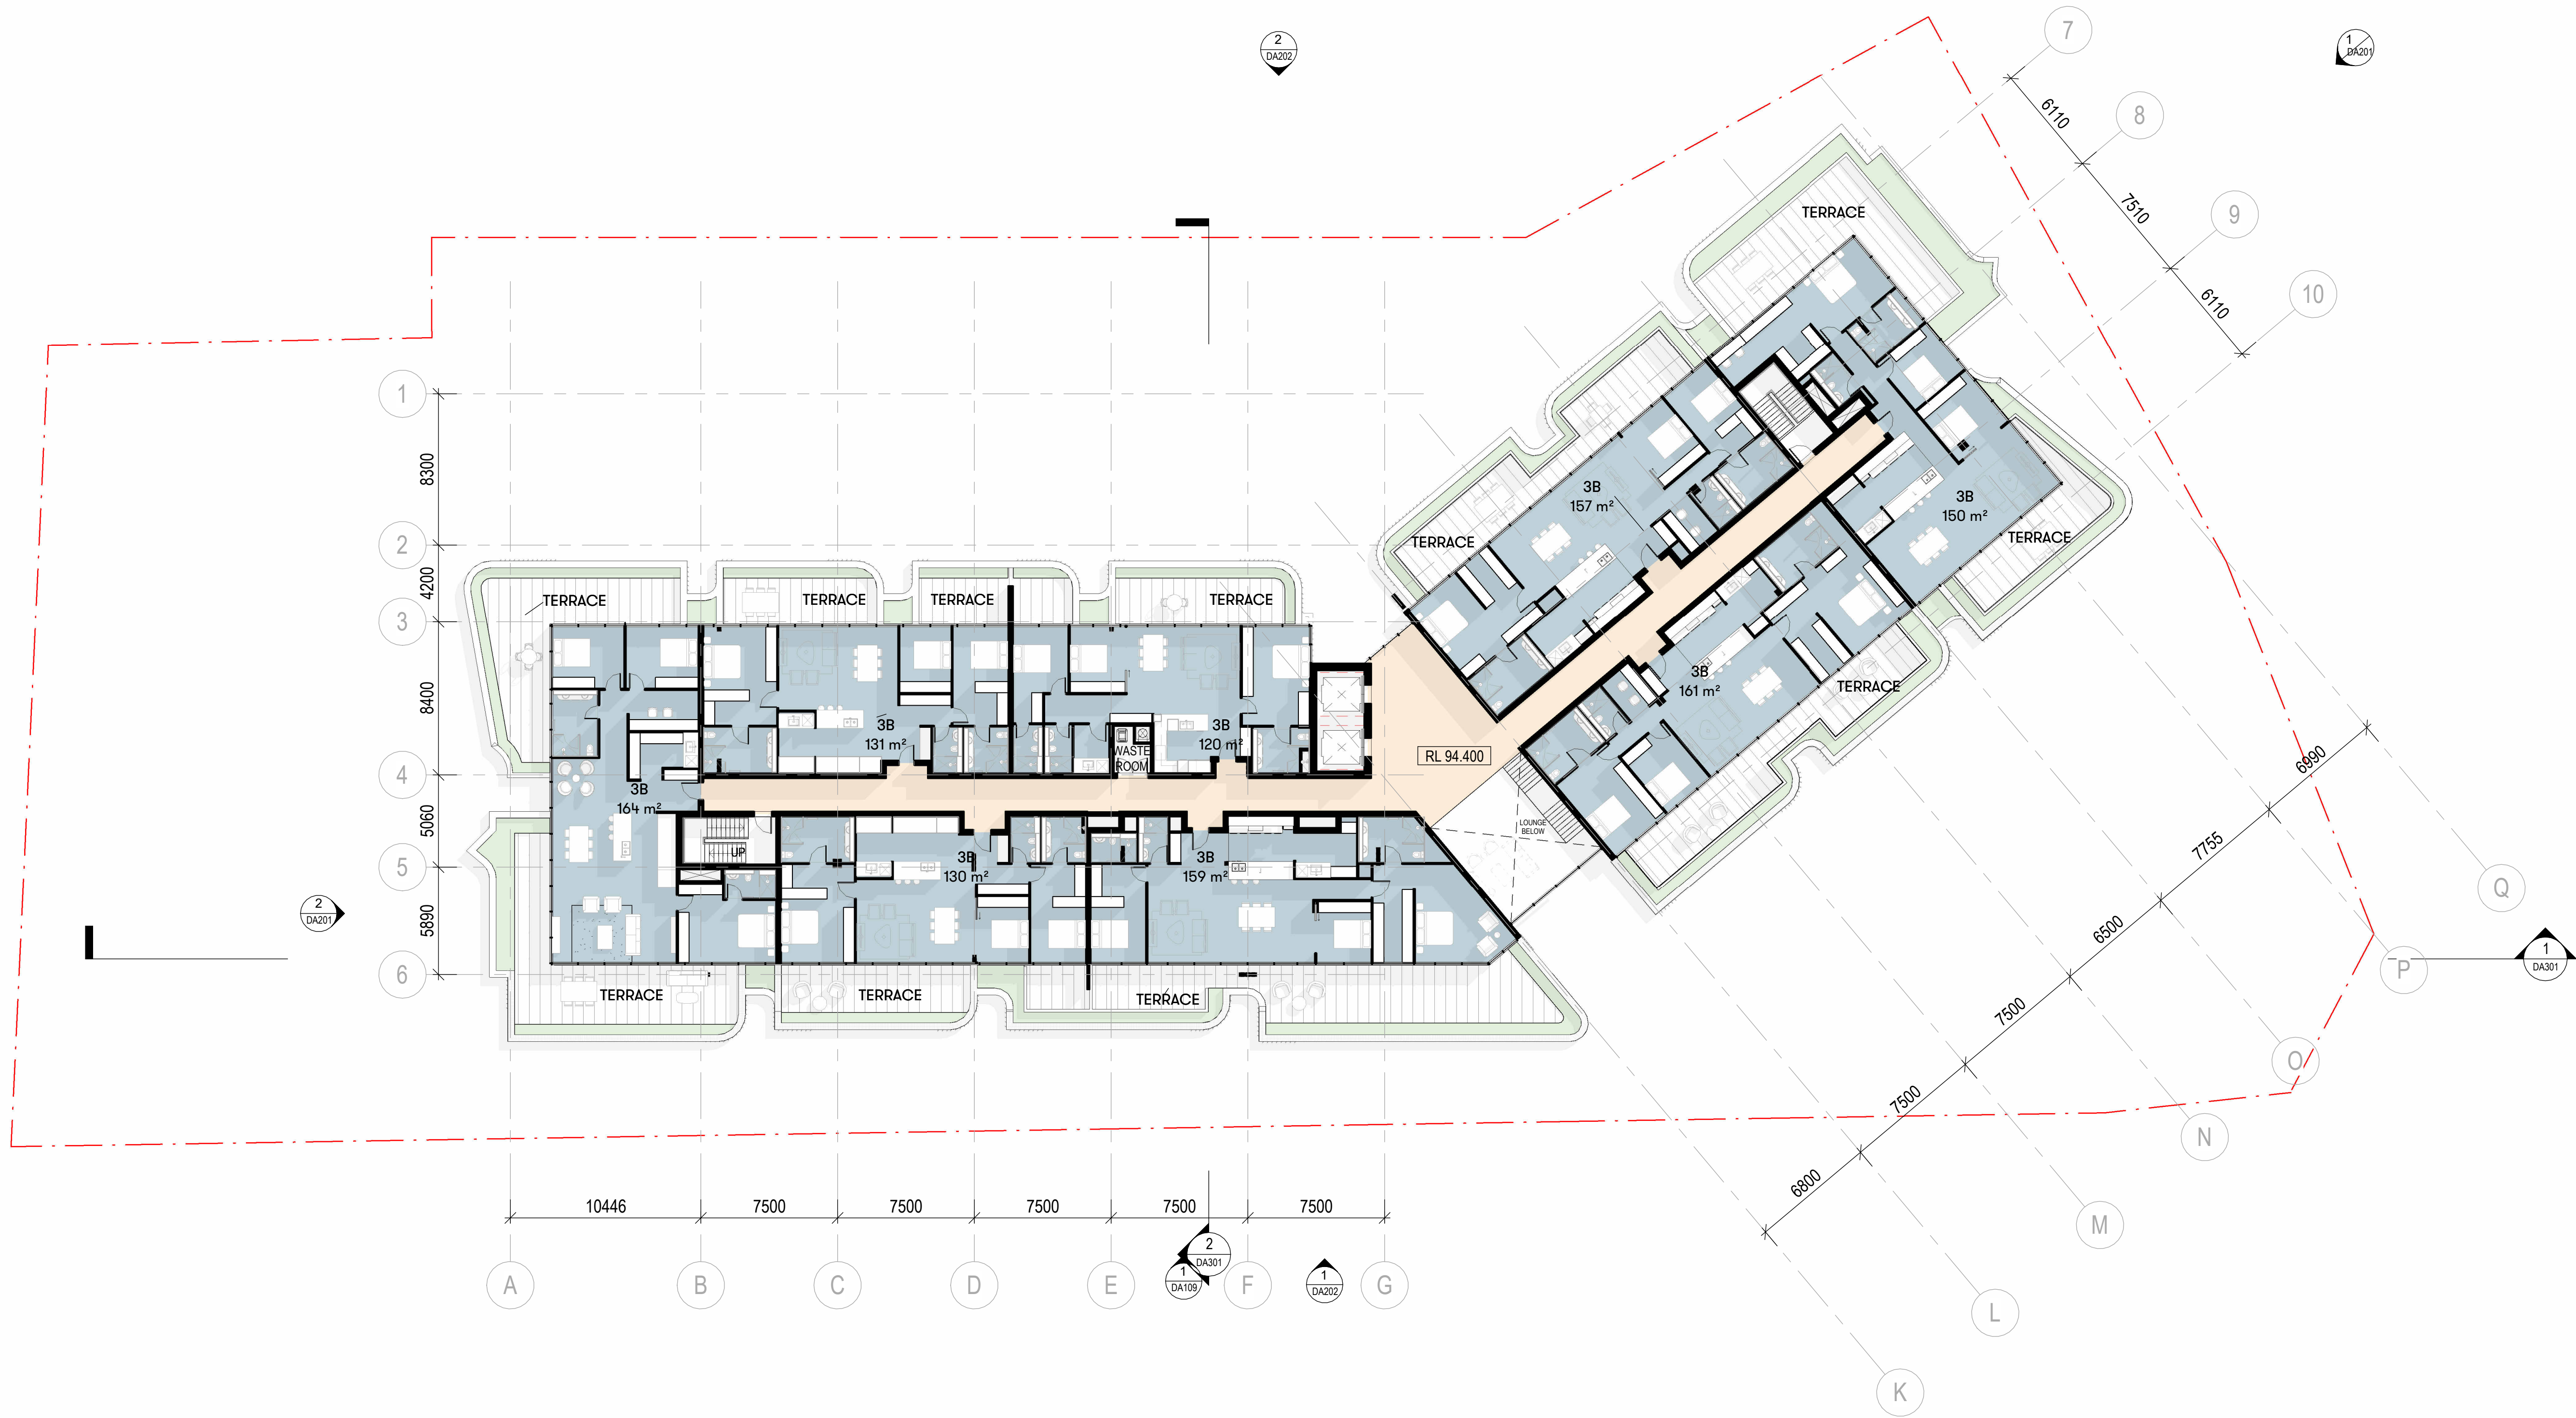 7
2
DA202
1
DA201
8
6110
TERRACE
7510
9
6110
10
1
8300
3B
157 m²
3B
150 m²
TERRACE
TERRACE
2
4200
TERRACE
TERRACE
TERRACE
TERRACE
3
3B
161 m²
TERRACE
8400
3B
131 m²
3B
120 m²
WASTE
ROOM
RL 94.400
4
3B
164 m²
5060
LOUNGE
BELOW
6990
UP
3B
130 m²
3B
159 m²
5
7755
Q
2
DA201
5890
6500
1
DA301
P
6
TERRACE
TERRACE
TERRACE
7500
O
7500
N
6800
10446
7500
7500
7500
7500
7500
M
2
DA301
1
DA109
1
DA202
A
B
C
D
E
F
G
L
K